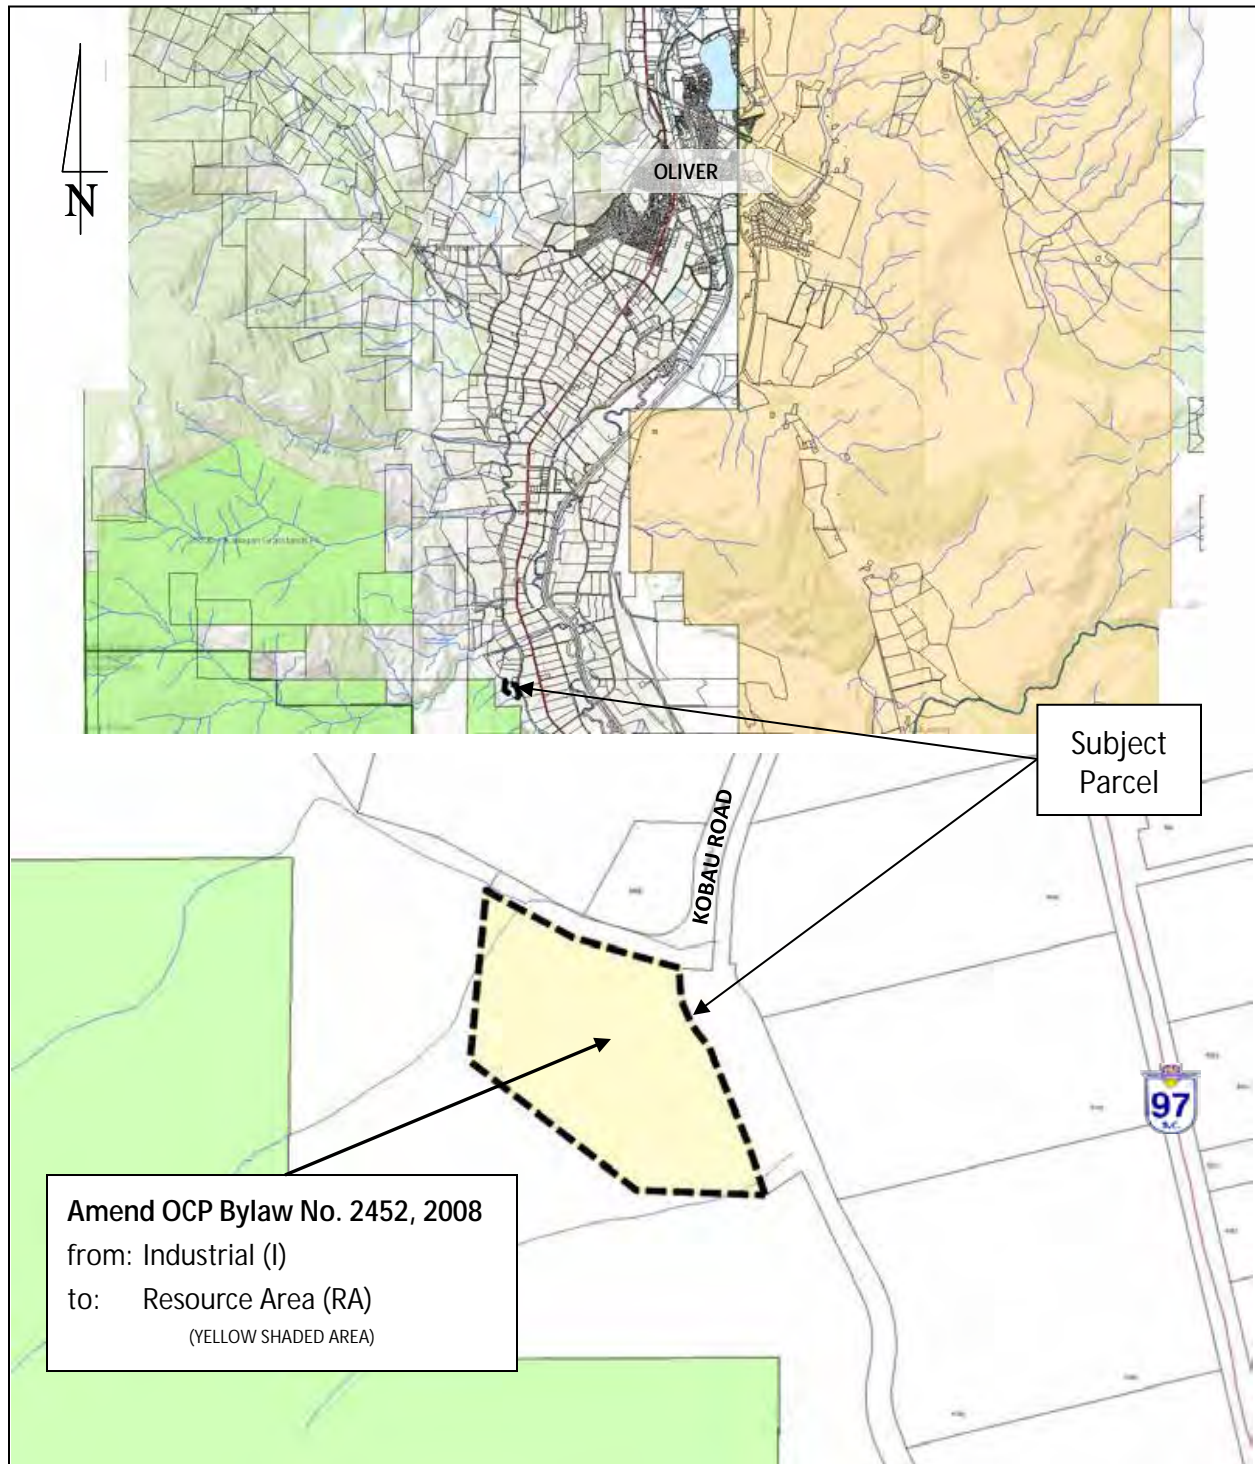 N
OLIVER
Subject
Parcel
KOBAU ROAD
97
B.C.
Amend OCP Bylaw No. 2452, 2008
from: Industrial (I)
to: Resource Area (RA)
(YELLOW SHADED AREA)